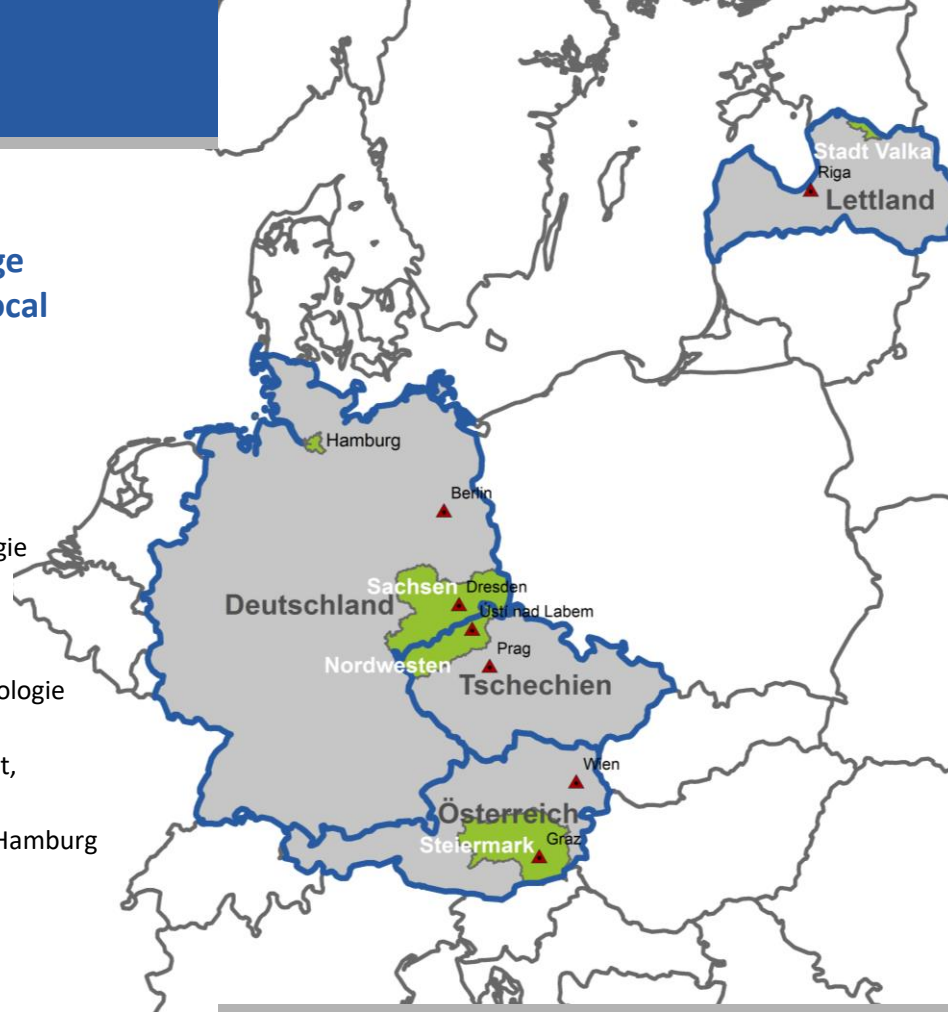 ge
ocal
gie
ologie
t,
Hamburg
Stadt Valka
Riga
Lettland
Hamburg
Berlin
Sachsen
Dresden
Deutschland
Ustí nad Labem
Nordwesten
Prag
Tschechien
Wien
Österreich
Steiermark
Graz